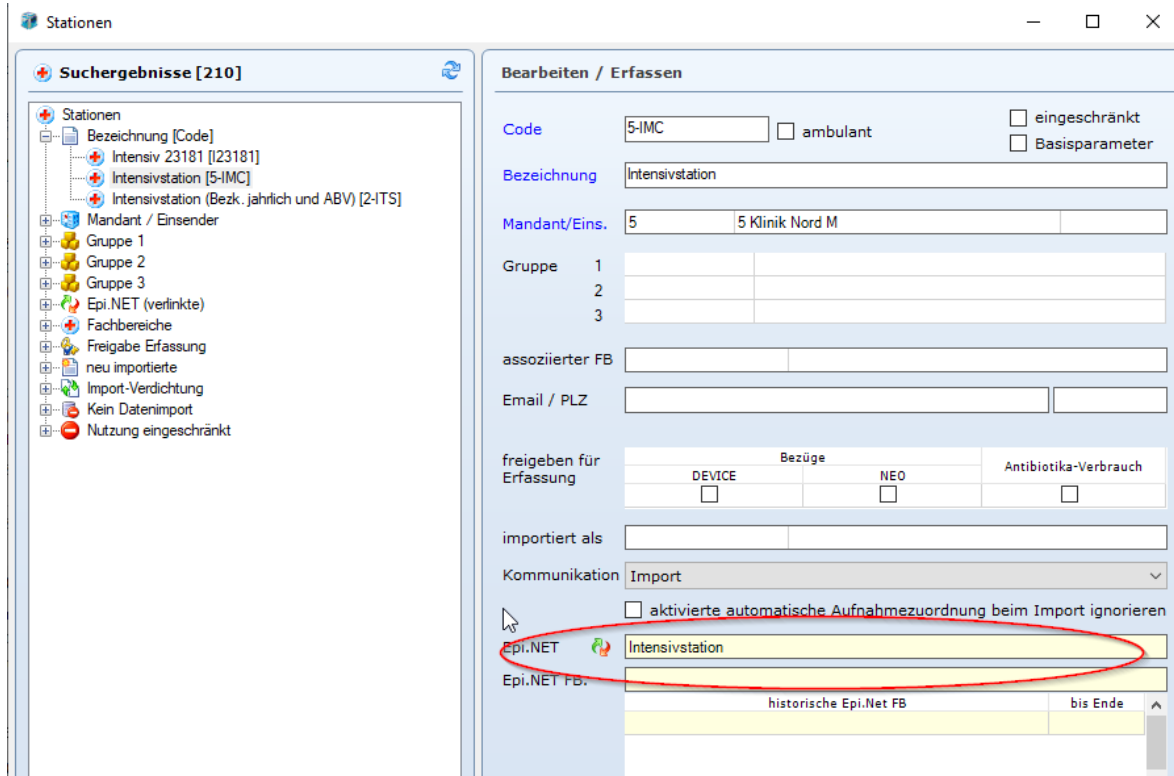 Stationen
Suchergebnisse [210]
Stationen
Bezeichnung [Code]
Intensiv 23181 [I23181]
Intensivstation [5-IMC]
Intensivstation (Bezk. jahrlich und ABV) [2-ITS]
Mandant / Einsender
Gruppe 1
Gruppe 2
Gruppe 3
Epi.NET (verlinkte)
Fachbereiche
Freigabe Erfassung
neu importierte
Import-Verdichtung
Kein Datenimport
Nutzung eingeschränkt
Bearbeiten / Erfassen
Code 5-IMC ambulant eingeschränkt
Basisparameter
Bezeichnung Intensivstation
Mandant/Eins. 5 5 Klinik Nord M
Gruppe 1
2
3
assoziierter FB
Email / PLZ
freigeben für Erfassung
Bezüge
DEVICE NEO Antibiotika-Verbrauch
importiert als
Kommunikation Import
aktivierte automatische Aufnahmezuordnung beim Import ignorieren
Epi.NET Intensivstation
Epi.NET FB.
historische Epi.Net FB bis Ende